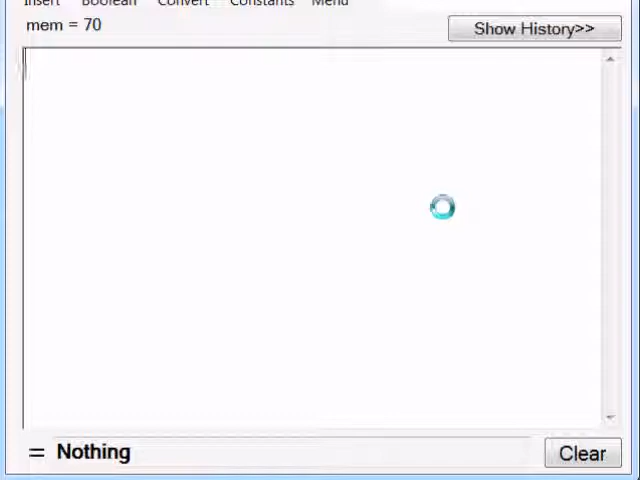 Insert Boolean Convert Constants Menu
mem = 70
Show History>>
= Nothing
Clear